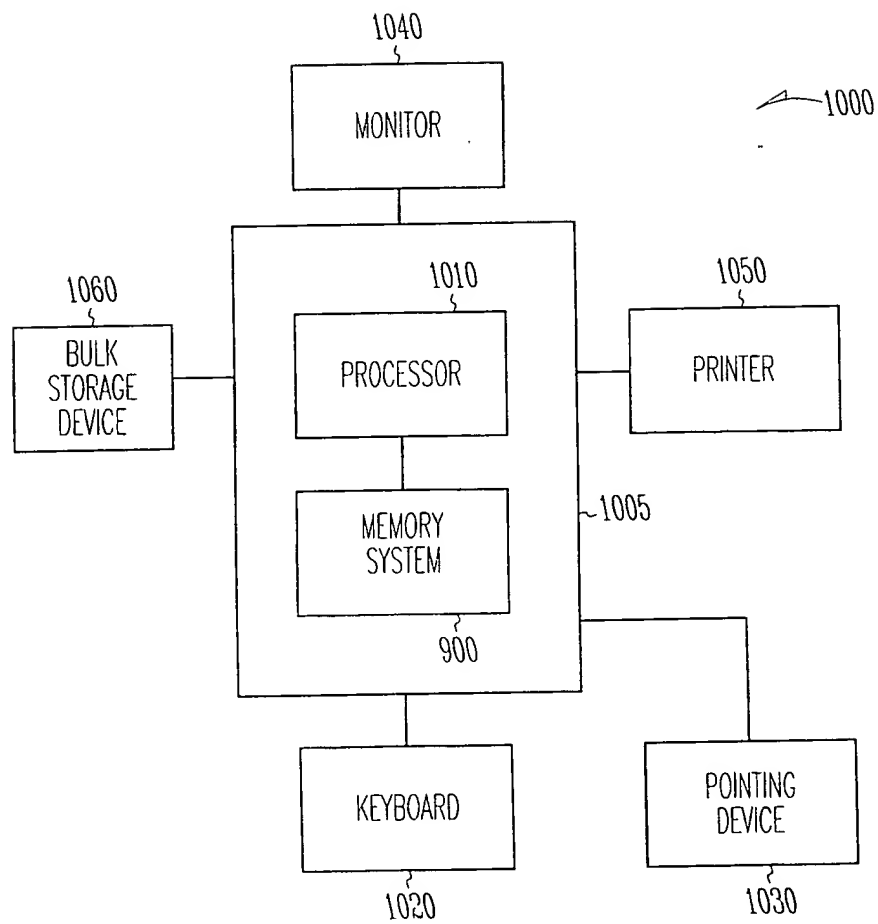 1040
MONITOR
1000
1060
BULK
STORAGE
DEVICE
1010
PROCESSOR
1050
PRINTER
MEMORY
SYSTEM
900
1005
KEYBOARD
1020
POINTING
DEVICE
1030